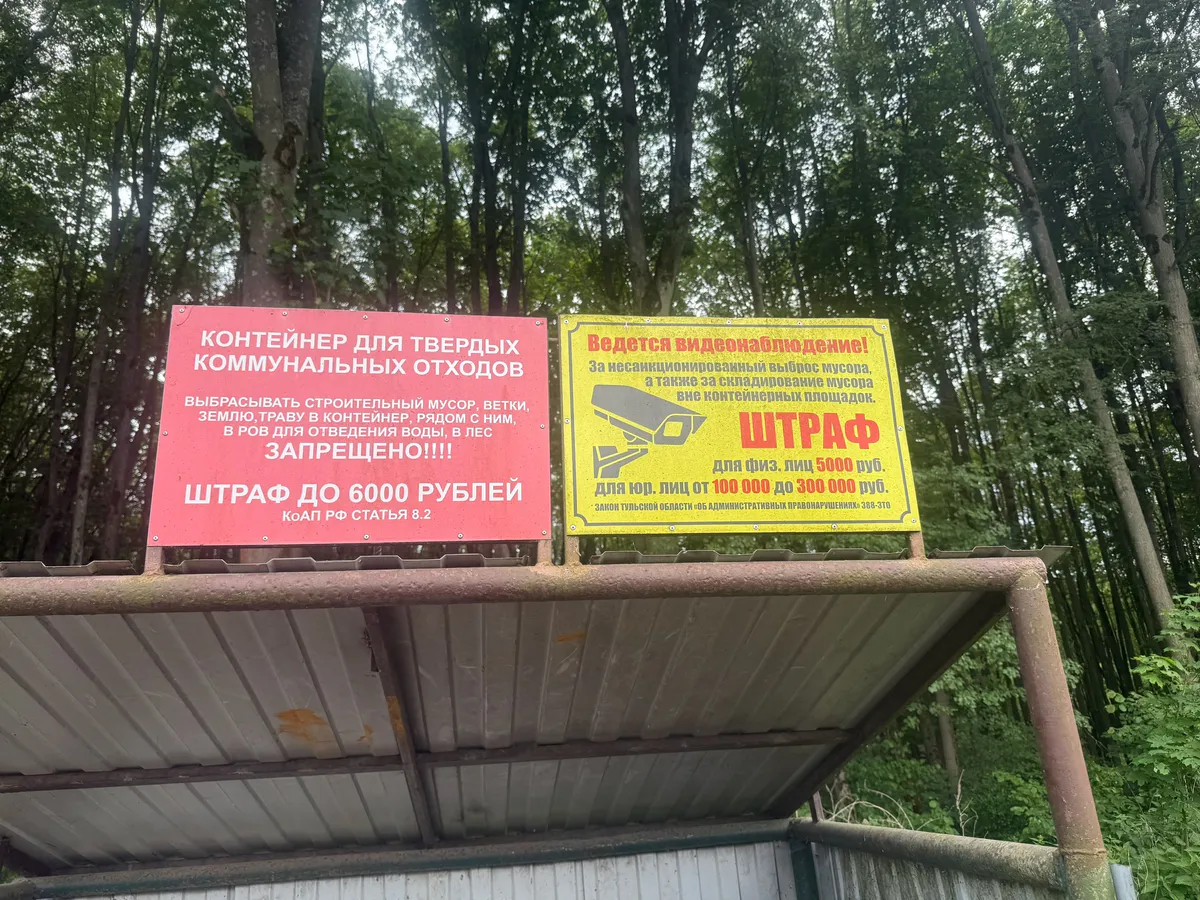 КОНТЕЙНЕР ДЛЯ ТВЕРДЫХ
КОММУНАЛЬНЫХ ОТХОДОВ
ВЫБРАСЫВАТЬ СТРОИТЕЛЬНЫЙ МУСОР, ВЕТКИ,
ЗЕМЛЮ,ТРАВУ В КОНТЕЙНЕР, РЯДОМ С НИМ,
В РОВ ДЛЯ ОТВЕДЕНИЯ ВОДЫ, В ЛЕС
ЗАПРЕЩЕНО!!!!
ШТРАФ ДО 6000 РУБЛЕЙ
КоАП РФ СТАТЬЯ 8.2
Ведется видеонаблюдение!
За несанкционированный выброс мусора,
а также за складирование мусора
вне контейнерных площадок.
ШТРАФ
для физ. лиц 5000 руб.
для юр. лиц от 100 000 до 300 000 руб.
ЗАКОН ТУЛЬСКОЙ ОБЛАСТИ «ОБ АДМИНИСТРАТИВНЫХ ПРАВОНАРУШЕНИЯХ» 388-ЗТО